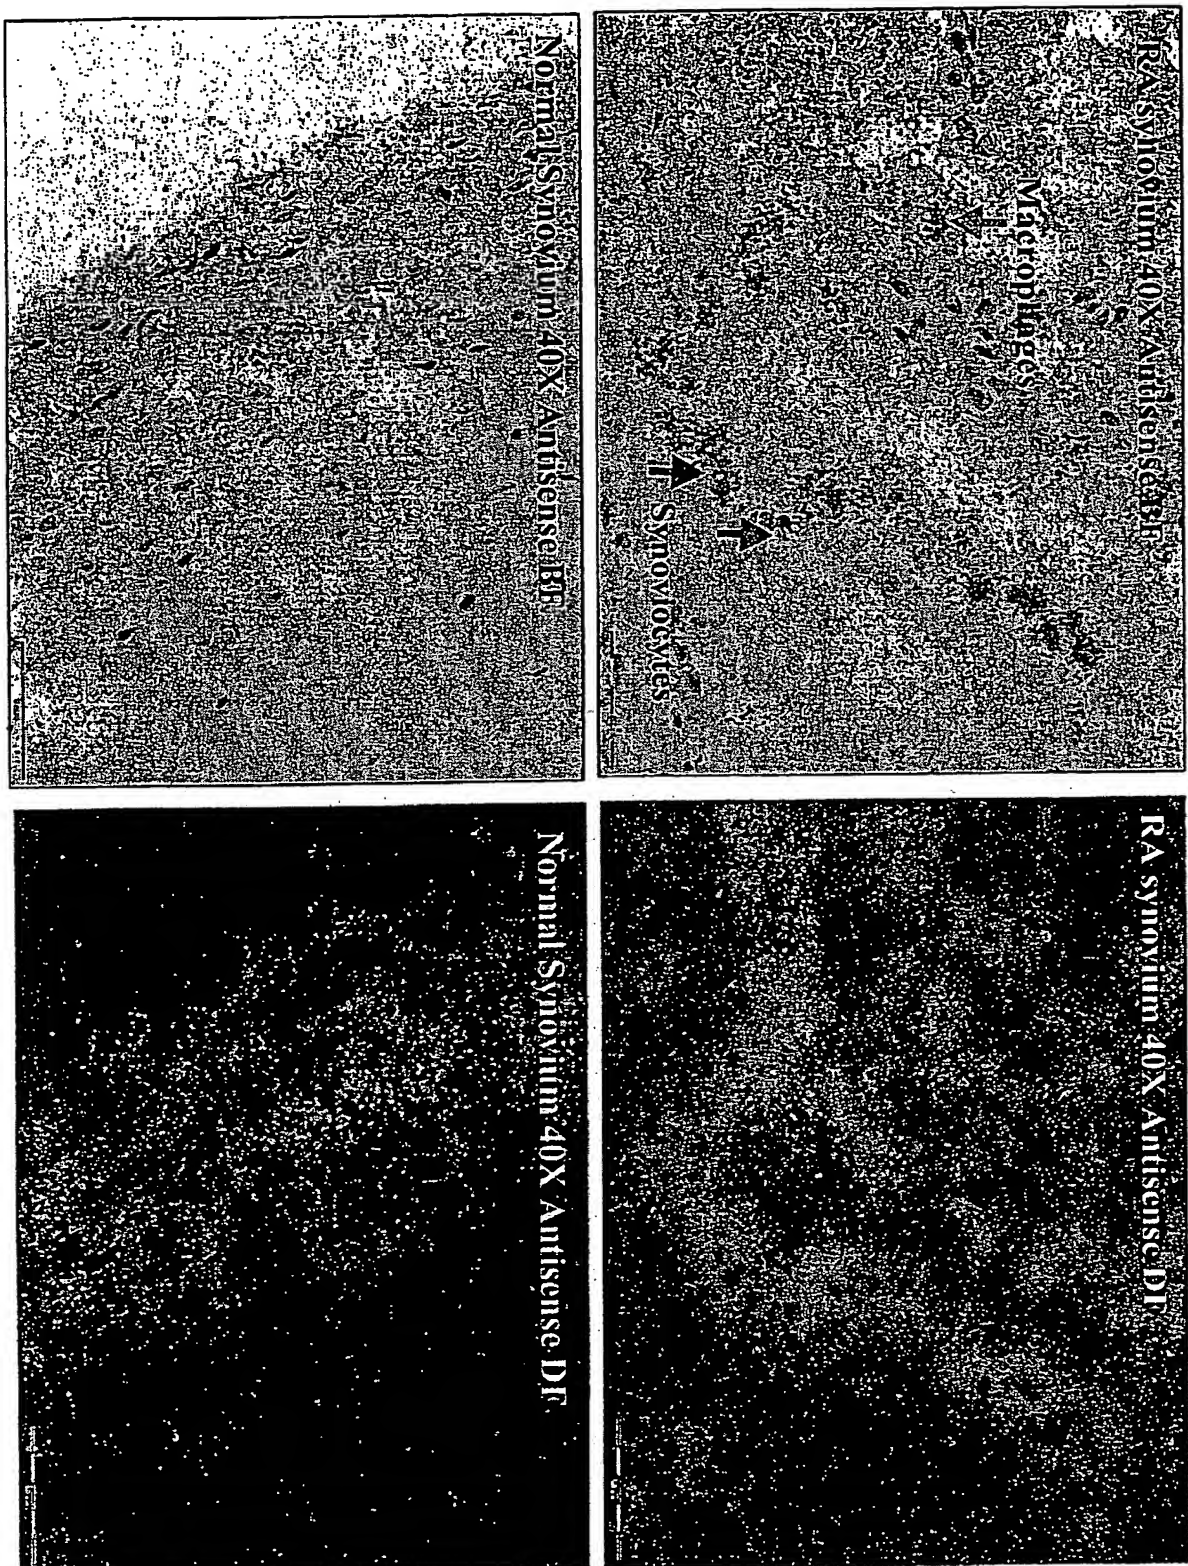 RA synovium 40X Antisense BF
Macrophages
Synoviocytes
RA synovium 40X Antisense DF
Normal Synovium 40X Antisense BF
Normal Synovium 40X Antisense DF